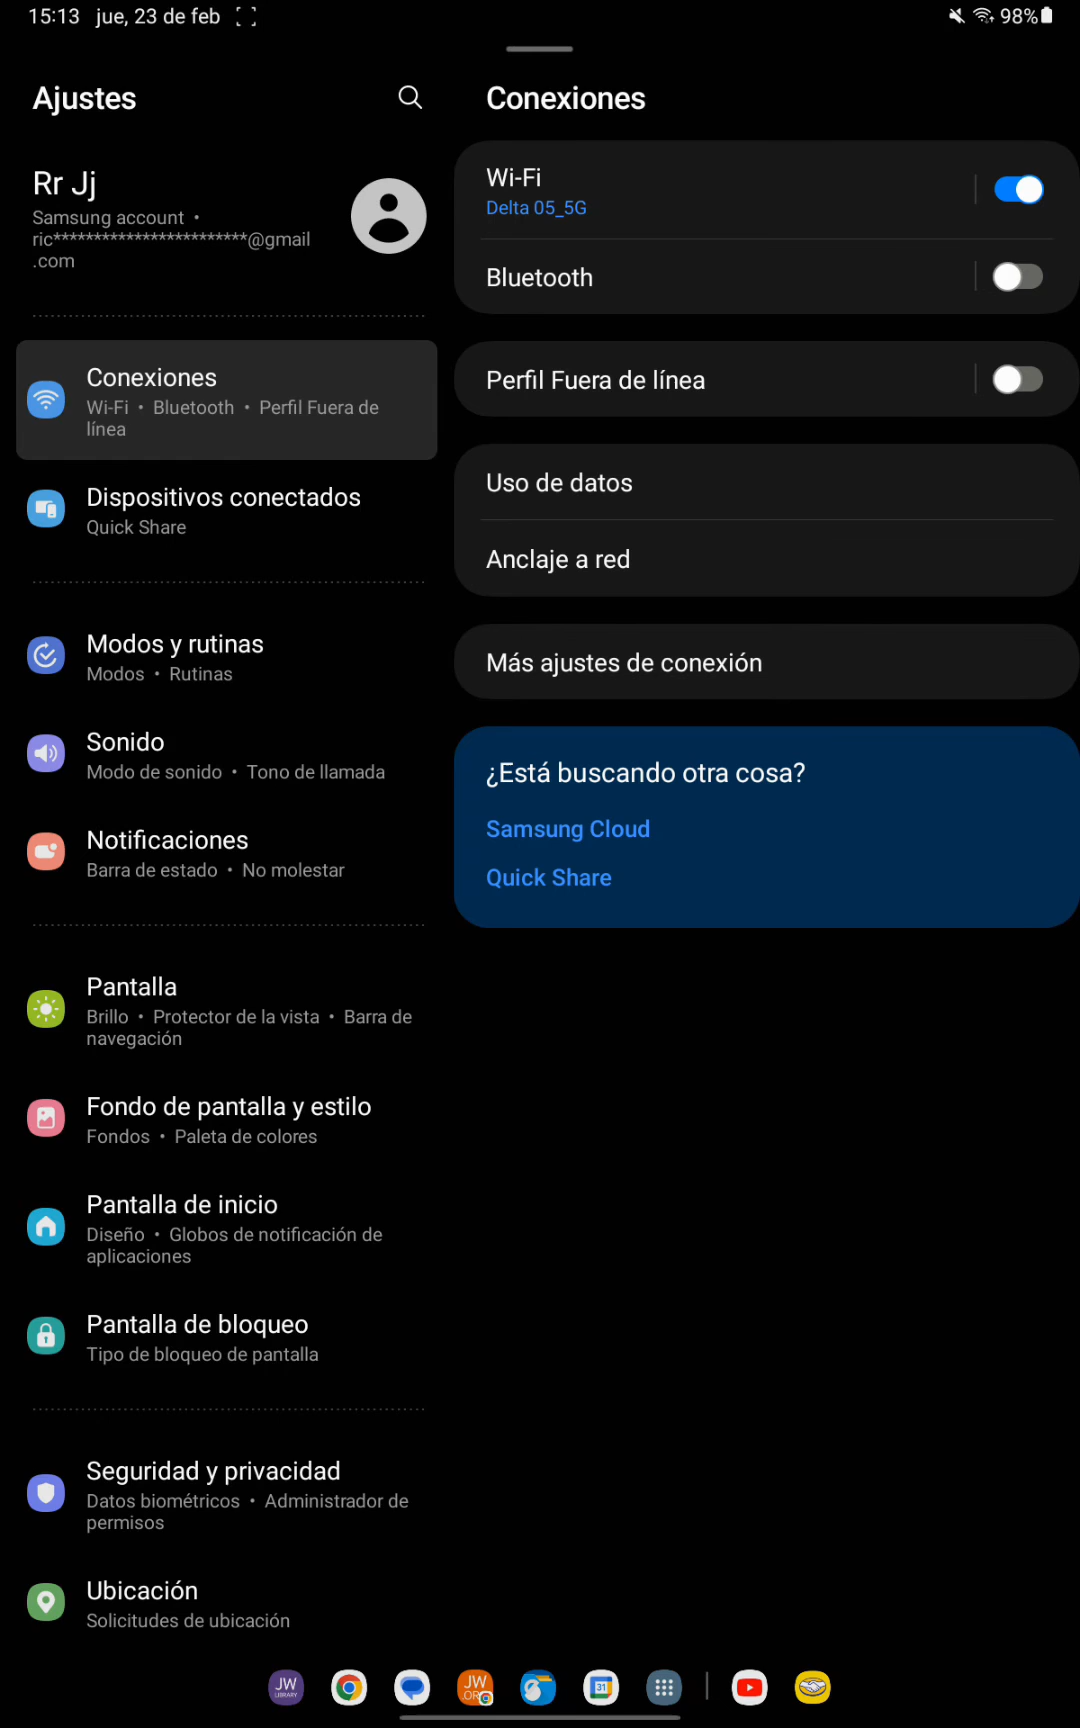 15:13 jue, 23 de feb
98%
Ajustes
Rr Jj
Samsung account •
ric************************@gmail
.com
Conexiones
Wi-Fi • Bluetooth • Perfil Fuera de
línea
Dispositivos conectados
Quick Share
Modos y rutinas
Modos • Rutinas
Sonido
Modo de sonido • Tono de llamada
Notificaciones
Barra de estado • No molestar
Pantalla
Brillo • Protector de la vista • Barra de
navegación
Fondo de pantalla y estilo
Fondos • Paleta de colores
Pantalla de inicio
Diseño • Globos de notificación de
aplicaciones
Pantalla de bloqueo
Tipo de bloqueo de pantalla
Seguridad y privacidad
Datos biométricos • Administrador de
permisos
Ubicación
Solicitudes de ubicación
Conexiones
Wi-Fi
Delta 05_5G
Bluetooth
Perfil Fuera de línea
Uso de datos
Anclaje a red
Más ajustes de conexión
¿Está buscando otra cosa?
Samsung Cloud
Quick Share
JW
LIBRARY
JW
.ORG
31